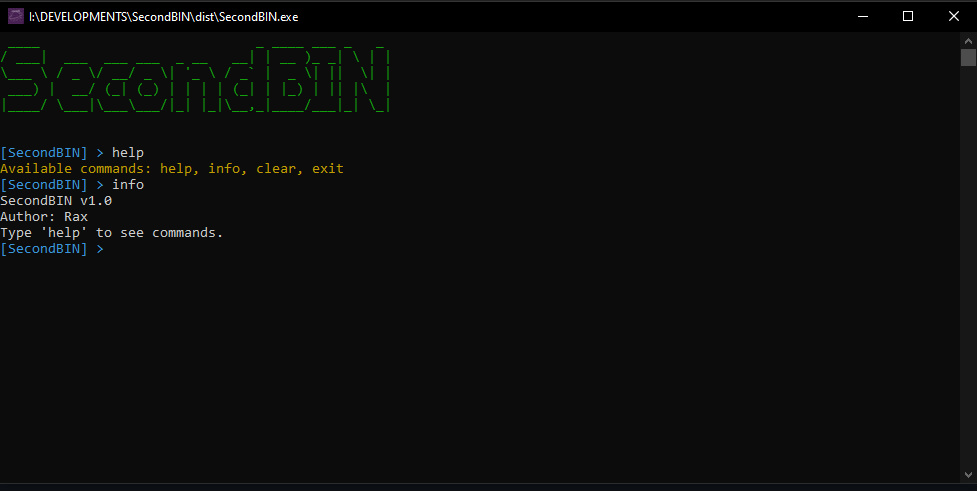 I:\DEVELOPMENTS\SecondBIN\dist\SecondBIN.exe
SecondBIN
[SecondBIN] > help
Available commands: help, info, clear, exit
[SecondBIN] > info
SecondBIN v1.0
Author: Rax
Type 'help' to see commands.
[SecondBIN] >